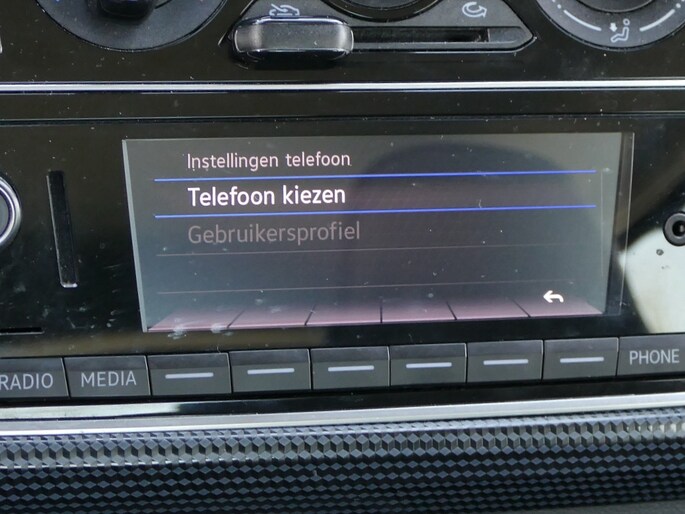 Instellingen telefoon
Telefoon kiezen
Gebruikersprofiel
RADIO
MEDIA
PHONE